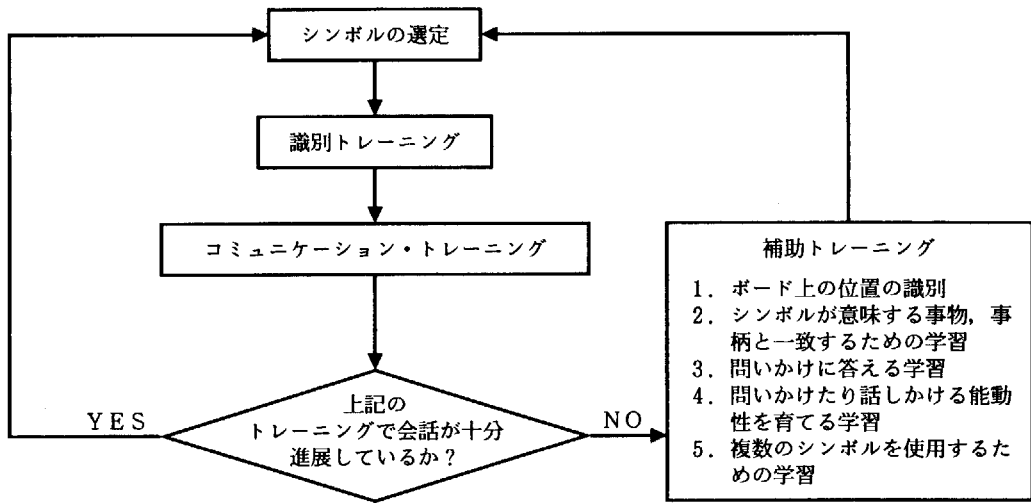 シンボルの選定
識別トレーニング
コミュニケーション・トレーニング
上記の
トレーニングで会話が十分
進展しているか?
YES
NO
補助トレーニング
1. ボード上の位置の識別
2. シンボルが意味する事物,事
柄と一致するための学習
3. 問いかけに答える学習
4. 問いかけたり話しかける能動
性を育てる学習
5. 複数のシンボルを使用するた
めの学習